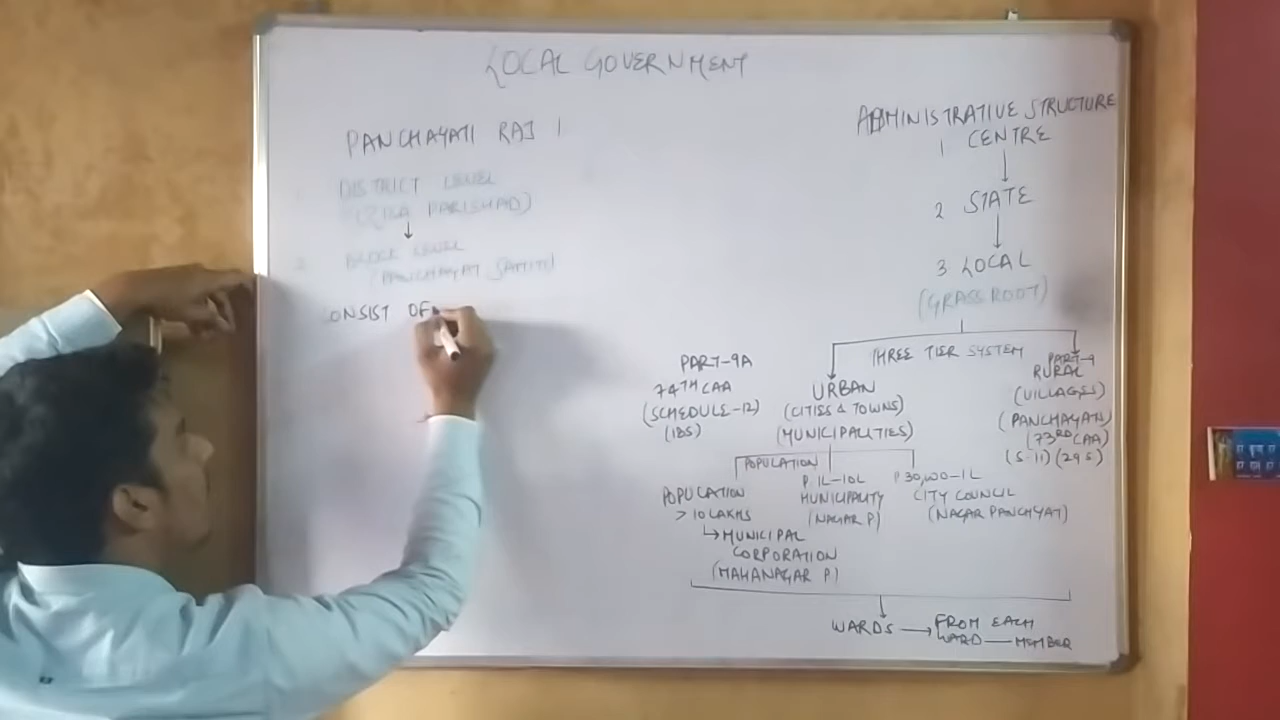 LOCAL GOVERNMENT
PANCHAYATI RAJ 1
DISTRICT LEVEL
(ZILA PARISHAD)
BLOCK LEVEL
(PANCHAYAT SAMITI)
CONSIST OF
ADMINISTRATIVE STRUCTURE
1 CENTRE
2 STATE
3 LOCAL
(GRASS ROOT)
THREE TIER SYSTEM
PART-9A
74TH CAA
(SCHEDULE-12)
(18S)
URBAN
(CITIES & TOWNS)
(MUNICIPALITIES)
PART-9
RURAL
(VILLAGES)
(PANCHAYATI)
(73RD CAA)
(S-11) (29 S)
POPULATION
POPULATION
> 10 LAKHS
MUNICIPAL
CORPORATION
(MAHANAGAR P)
P. 1L-10L
MUNICIPALITY
(NAGAR P)
P 30,000-1L
CITY COUNCIL
(NAGAR PANCHYAT)
WARDS
FROM EACH
WARD — MEMBER